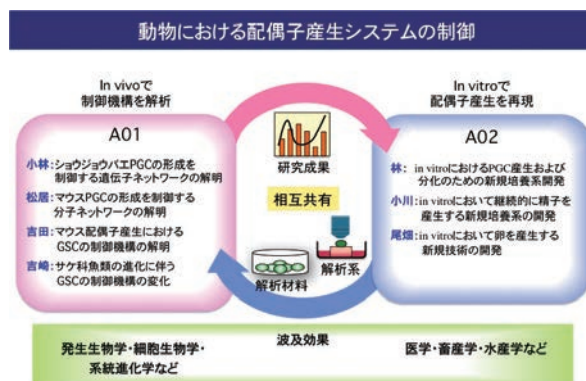 動物における配偶子産生システムの制御
In vivoで
制御機構を解析
A01
小林:ショウジョウバエPGCの形成を
制御する遺伝子ネットワークの解明
松居:マウスPGCの形成を制御する
分子ネットワークの解明
吉田:マウス配偶子産生における
GSCの制御機構の解明
吉崎:サケ科魚類の進化に伴う
GSCの制御機構の変化
研究成果
相互共有
解析系
解析材料
In vitroで
配偶子産生を再現
A02
林:in vitroにおけるPGC産生および
分化のための新規培養系開発
小川:in vitroにおいて継続的に精子を
産生する新規培養系の開発
尾畑:in vitroにおいて卵を産生する
新規技術の開発
発生生物学・細胞生物学・
系統進化学など
波及効果
医学・畜産学・水産学など